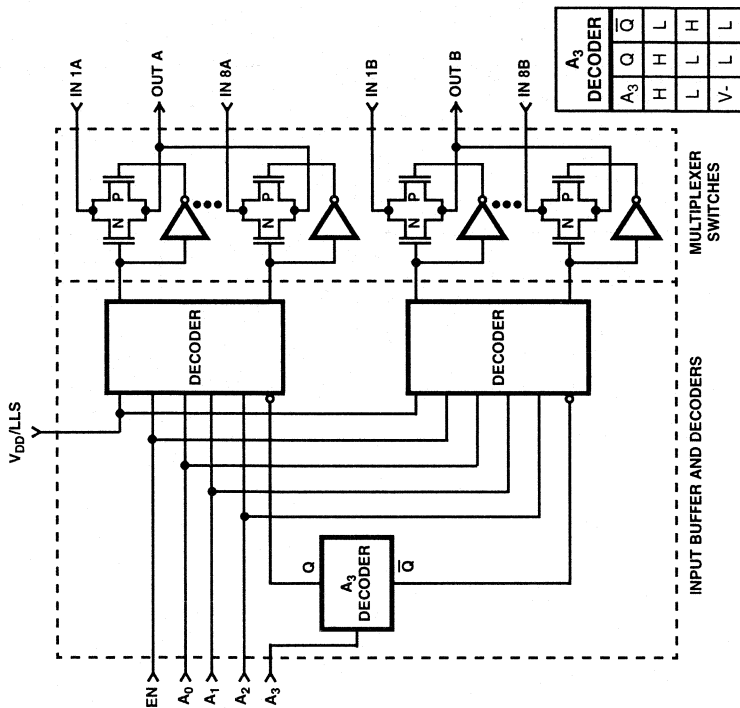 V_DD/LLS
IN 1A
OUT A
IN 8A
IN 1B
OUT B
IN 8B
N P
N P
N P
N P
DECODER
DECODER
EN
A0
A1
A2
A3
Q
A3
DECODER
Q̅
INPUT BUFFER AND DECODERS
MULTIPLEXER
SWITCHES
A3
DECODER
A3 Q Q̅
H H L
L L H
V- L L